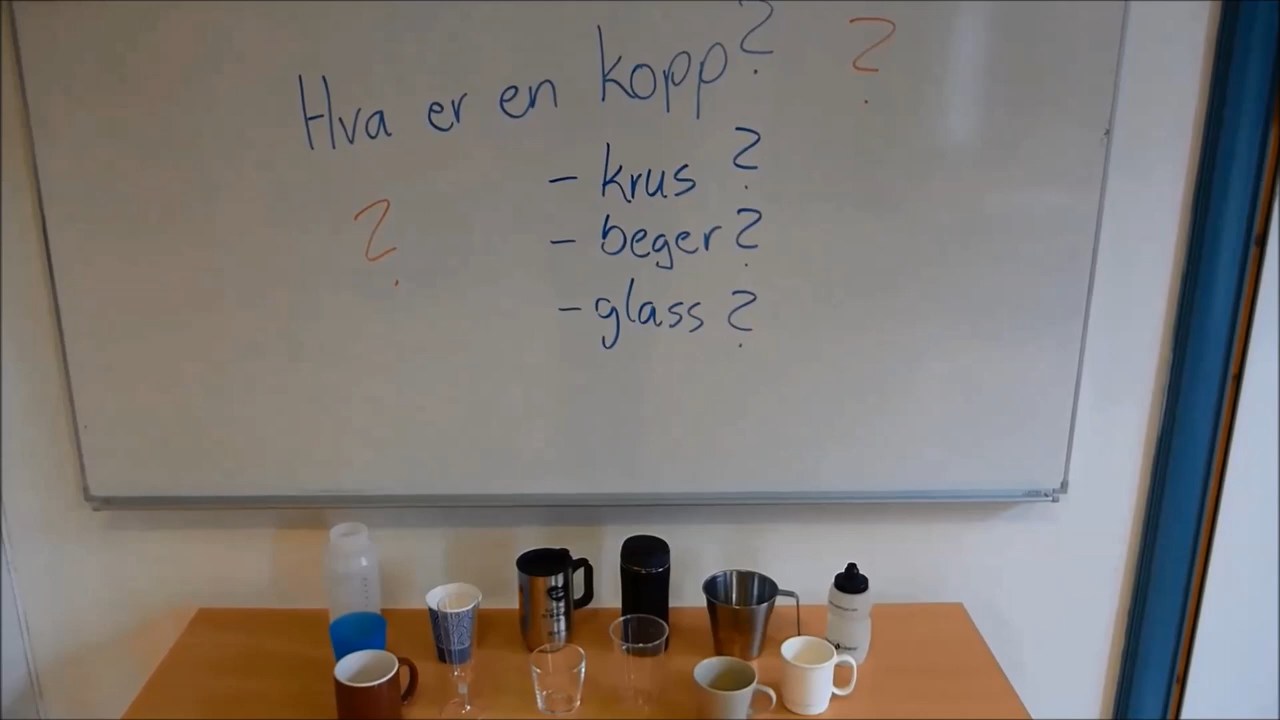 Hva er en kopp? ?
- krus ?
?
- beger ?
- glass ?